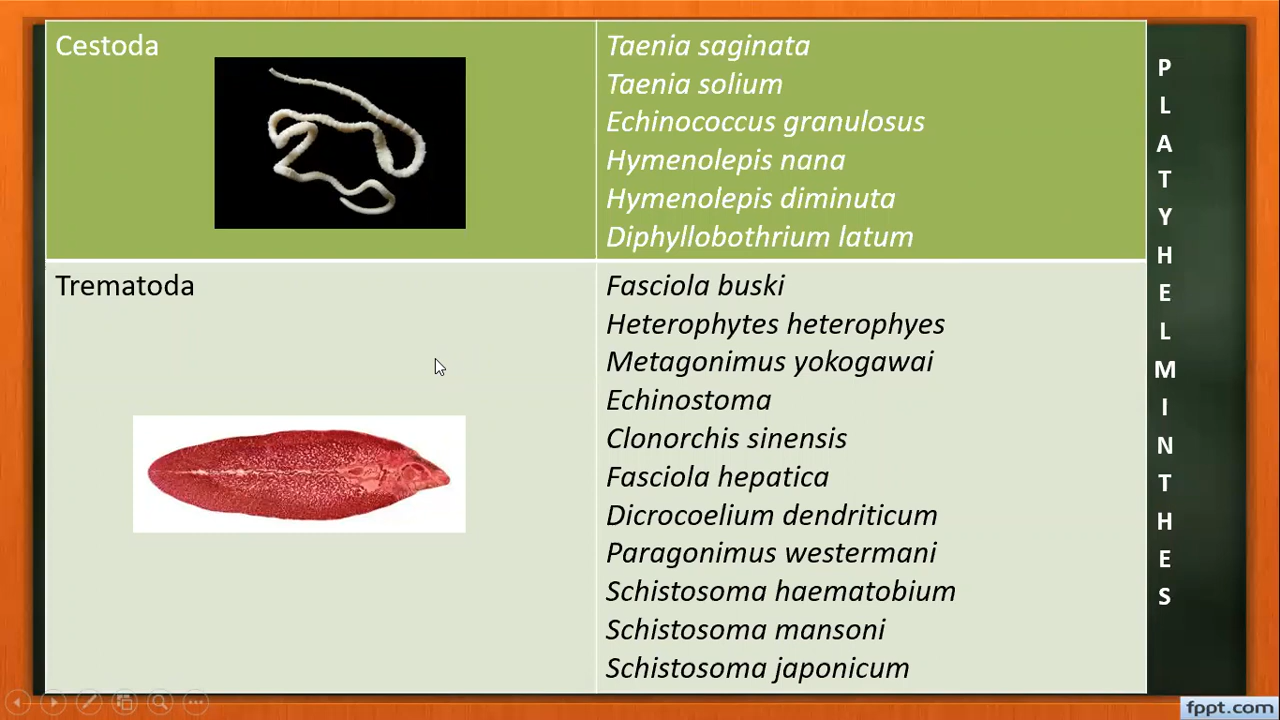 Cestoda
Taenia saginata
Taenia solium
Echinococcus granulosus
Hymenolepis nana
Hymenolepis diminuta
Diphyllobothrium latum
Trematoda
Fasciola buski
Heterophytes heterophyes
Metagonimus yokogawai
Echinostoma
Clonorchis sinensis
Fasciola hepatica
Dicrocoelium dendriticum
Paragonimus westermani
Schistosoma haematobium
Schistosoma mansoni
Schistosoma japonicum
PLATYHELMINTHES
fppt.com